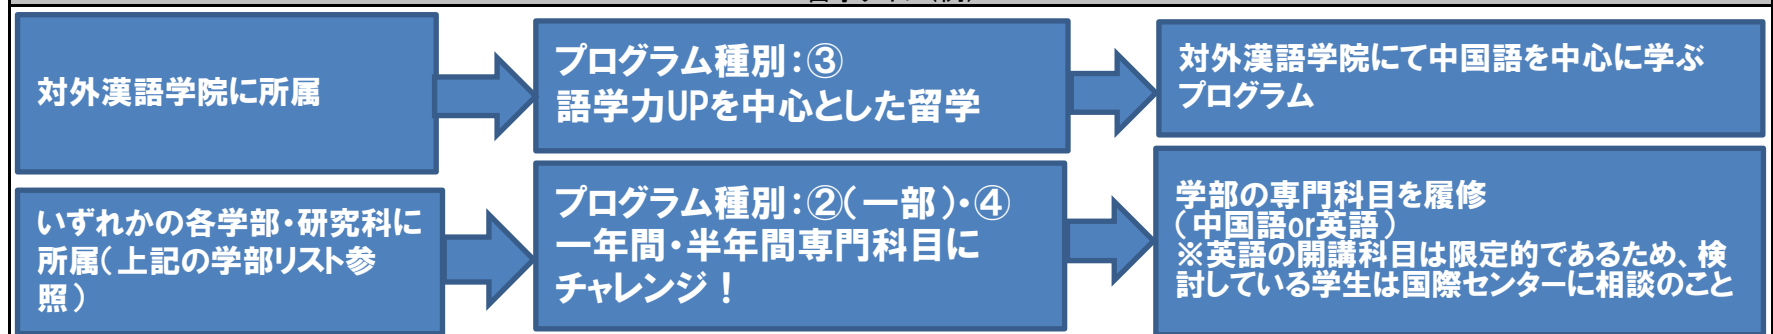 対外漢語学院に所属
プログラム種別：③
語学力UPを中心とした留学
対外漢語学院にて中国語を中心に学ぶ
プログラム
いずれかの各学部・研究科に
所属（上記の学部リスト参
照）
プログラム種別：②（一部）・④
一年間・半年間専門科目に
チャレンジ！
学部の専門科目を履修
（中国語or英語）
※英語の開講科目は限定的であるため、検
討している学生は国際センターに相談のこと